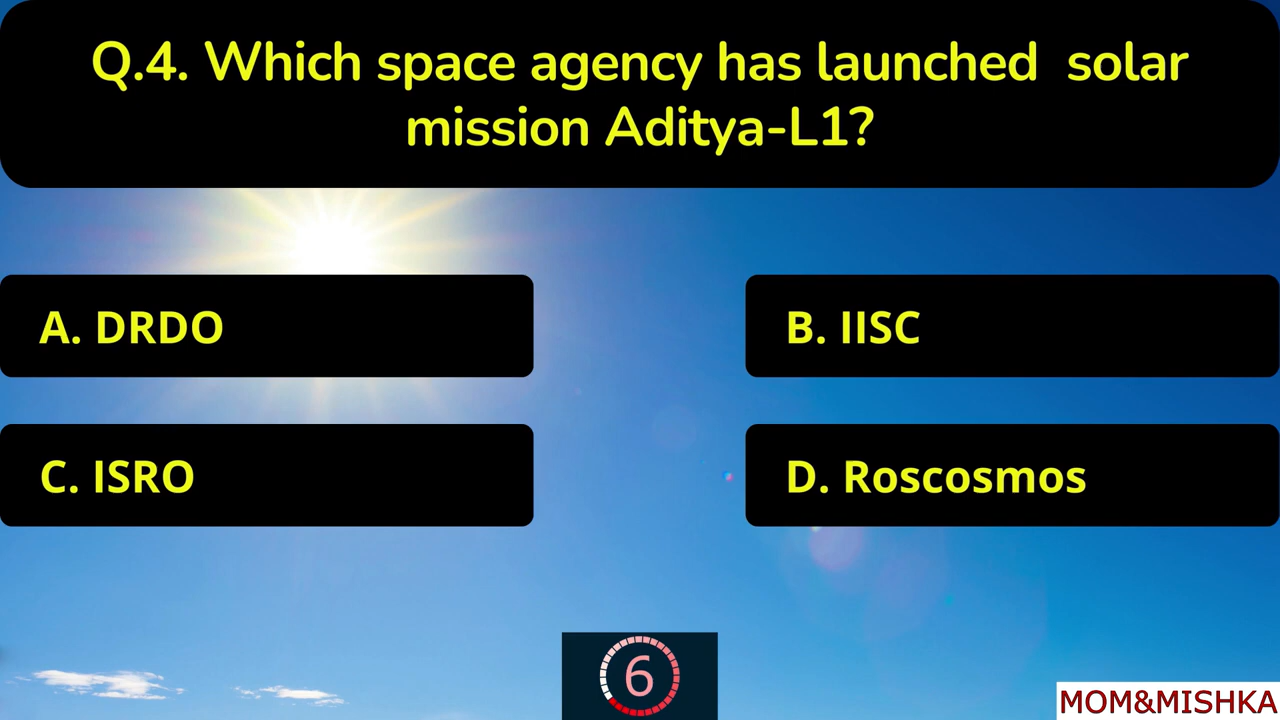 Q.4. Which space agency has launched  solar
mission Aditya-L1?
A. DRDO
B. IISC
C. ISRO
D. Roscosmos
6
MOM&MISHKA